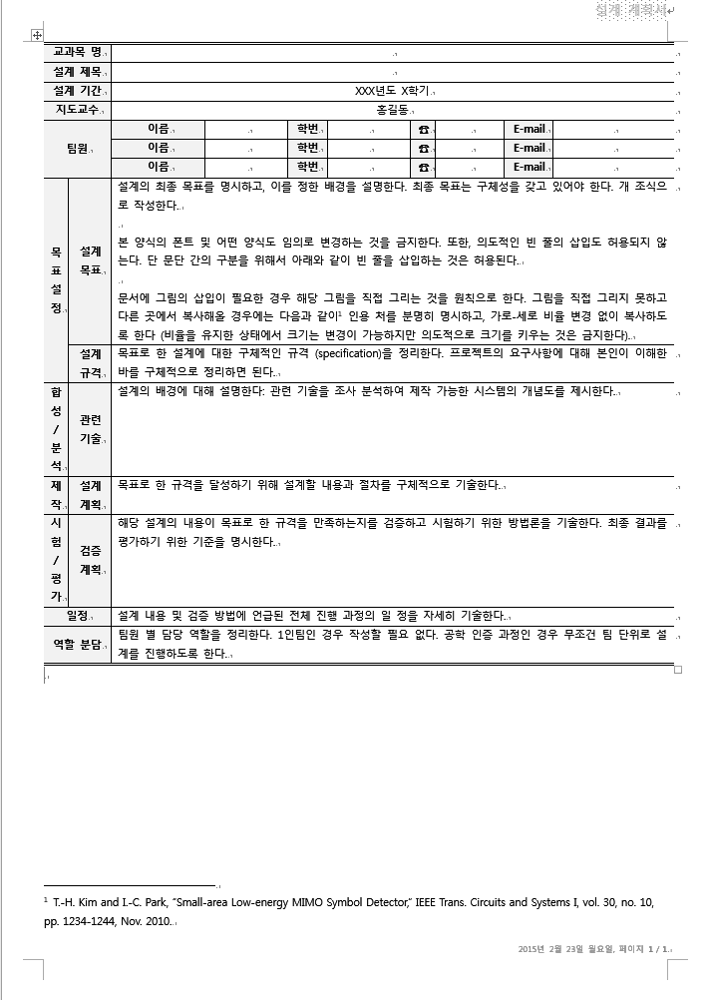 설계 계획서
교과목 명
설계 제목
설계 기간 XXX년도 X학기
지도교수 홍길동
팀원 이름 학번 ☎ E-mail
이름 학번 ☎ E-mail
이름 학번 ☎ E-mail
목표설정
설계
목표
설계의 최종 목표를 명시하고, 이를 정한 배경을 설명한다. 최종 목표는 구체성을 갖고 있어야 한다. 개 조식으
로 작성한다.
본 양식의 폰트 및 어떤 양식도 임의로 변경하는 것을 금지한다. 또한, 의도적인 빈 줄의 삽입도 허용되지 않
는다. 단 문단 간의 구분을 위해서 아래와 같이 빈 줄을 삽입하는 것은 허용된다.
문서에 그림의 삽입이 필요한 경우 해당 그림을 직접 그리는 것을 원칙으로 한다. 그림을 직접 그리지 못하고
다른 곳에서 복사해올 경우에는 다음과 같이1 인용 처를 분명히 명시하고, 가로-세로 비율 변경 없이 복사하도
록 한다 (비율을 유지한 상태에서 크기는 변경이 가능하지만 의도적으로 크기를 키우는 것은 금지한다).
설계
규격
목표로 한 설계에 대한 구체적인 규격 (specification)을 정리한다. 프로젝트의 요구사항에 대해 본인이 이해한
바를 구체적으로 정리하면 된다.
합성/분석
관련
기술
설계의 배경에 대해 설명한다: 관련 기술을 조사 분석하여 제작 가능한 시스템의 개념도를 제시한다.
제작
설계
계획
목표로 한 규격을 달성하기 위해 설계할 내용과 절차를 구체적으로 기술한다.
시험/평가
검증
계획
해당 설계의 내용이 목표로 한 규격을 만족하는지를 검증하고 시험하기 위한 방법론을 기술한다. 최종 결과를
평가하기 위한 기준을 명시한다.
일정 설계 내용 및 검증 방법에 언급된 전체 진행 과정의 일 정을 자세히 기술한다.
역할 분담
팀원 별 담당 역할을 정리한다. 1인팀인 경우 작성할 필요 없다. 공학 인증 과정인 경우 무조건 팀 단위로 설
계를 진행하도록 한다.
1 T.-H. Kim and I.-C. Park, “Small-area Low-energy MIMO Symbol Detector,” IEEE Trans. Circuits and Systems I, vol. 30, no. 10,
pp. 1234-1244, Nov. 2010.
2015년 2월 23일 월요일, 페이지 1 / 1